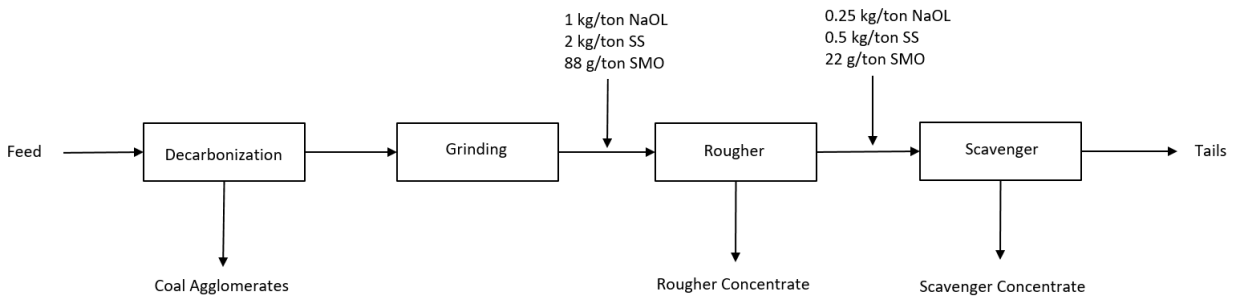 1 kg/ton NaOL
2 kg/ton SS
88 g/ton SMO
0.25 kg/ton NaOL
0.5 kg/ton SS
22 g/ton SMO
Feed
Decarbonization
Grinding
Rougher
Scavenger
Tails
Coal Agglomerates
Rougher Concentrate
Scavenger Concentrate